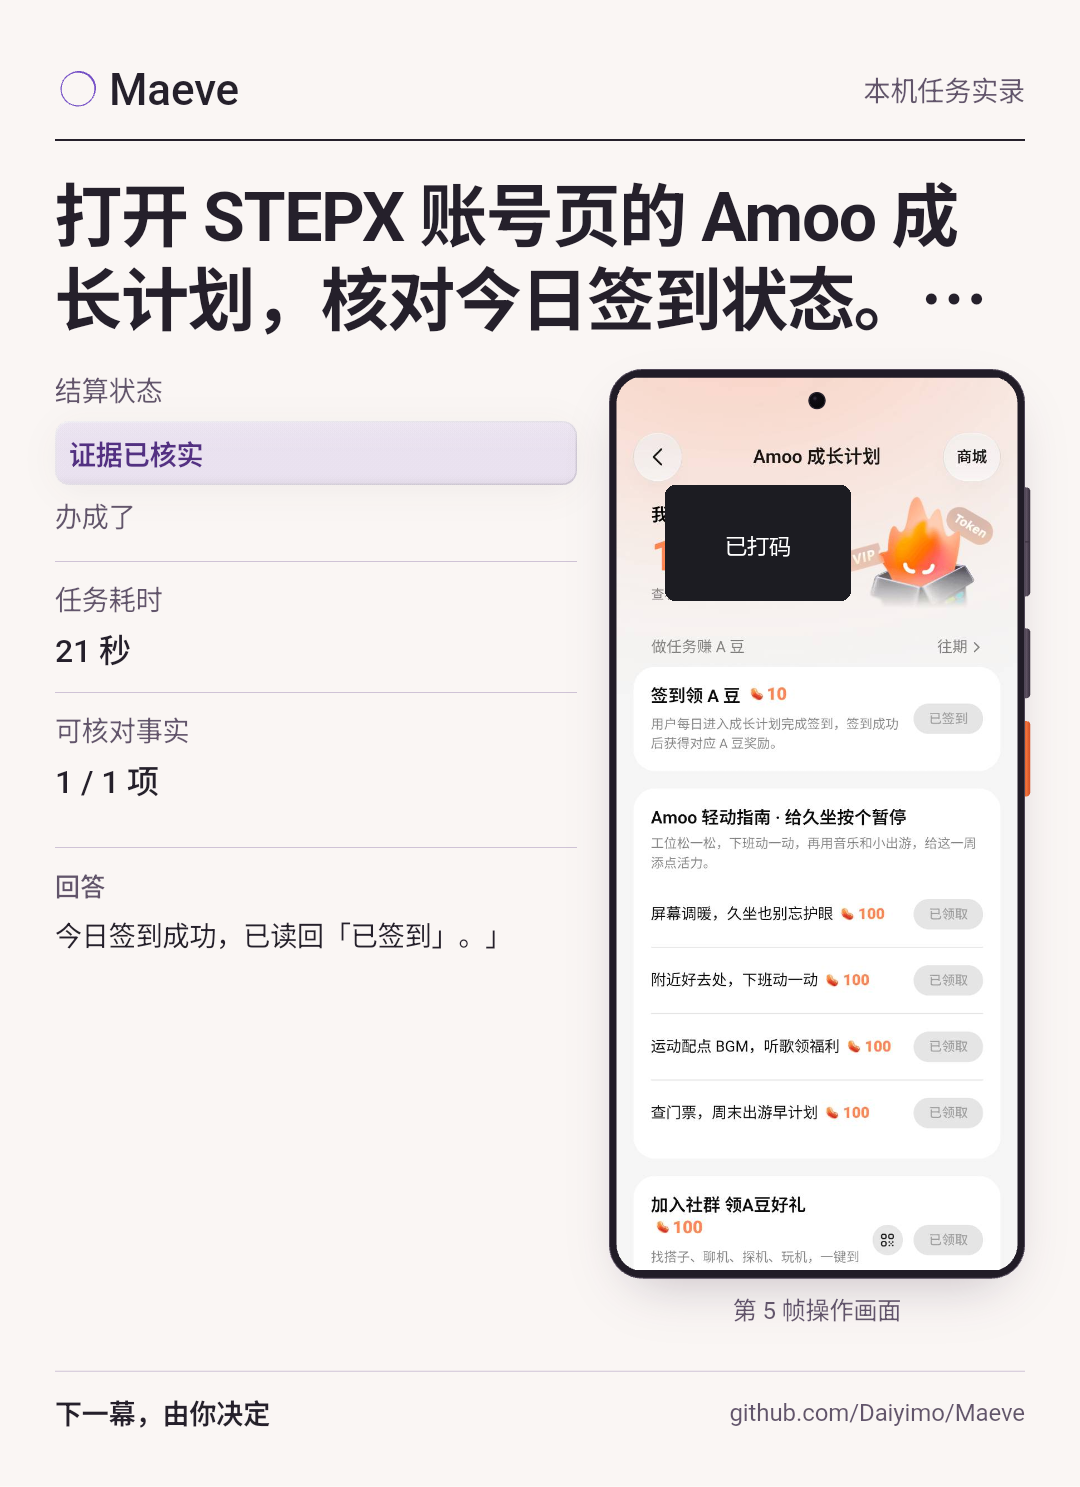 Maeve
本机任务实录
打开 STEPX 账号页的 Amoo 成
长计划，核对今日签到状态。…
结算状态
证据已核实
办成了
任务耗时
21 秒
可核对事实
1 / 1 项
回答
今日签到成功，已读回「已签到」。」
Amoo 成长计划
商城
我
已打码
1
查
VIP
Token
做任务赚 A 豆
往期
签到领 A 豆 10
用户每日进入成长计划完成签到，签到成功
后获得对应 A 豆奖励。
已签到
Amoo 轻动指南 · 给久坐按个暂停
工位松一松，下班动一动，再用音乐和小出游，给这一周
添点活力。
屏幕调暖，久坐也别忘护眼 100
已领取
附近好去处，下班动一动 100
已领取
运动配点 BGM，听歌领福利 100
已领取
查门票，周末出游早计划 100
已领取
加入社群 领A豆好礼
100
找搭子、聊机、探机、玩机，一键到
已领取
第 5 帧操作画面
下一幕，由你决定
github.com/Daiyimo/Maeve